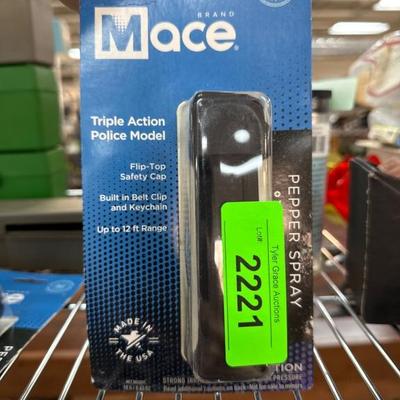 BRAND
Mace®
Triple Action
Police Model
Flip-Top
Safety Cap
Built in Belt Clip
and Keychain
Up to 12 ft Range
PEPPER SPRAY
Tyler Grace Auctions
Lot#:
2221
MADE IN
THE USA
STRONG